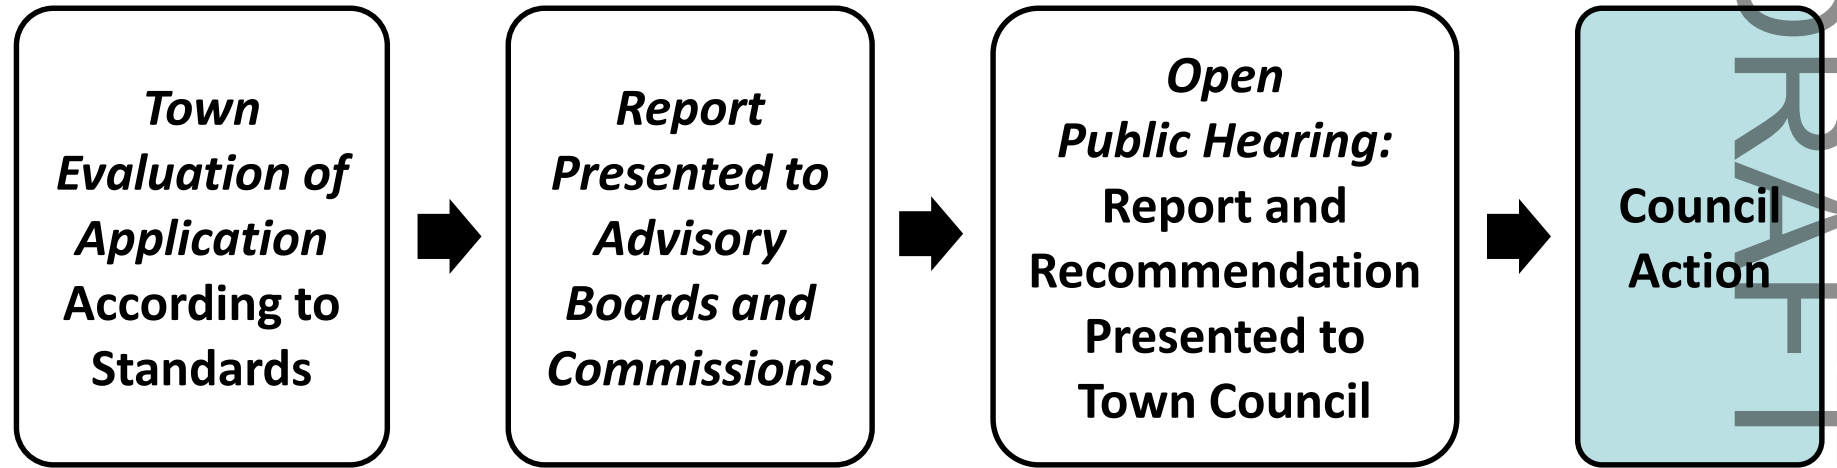 Town
Evaluation of
Application
According to
Standards
Report
Presented to
Advisory
Boards and
Commissions
Open
Public Hearing:
Report and
Recommendation
Presented to
Town Council
Council
Action
DRAFT